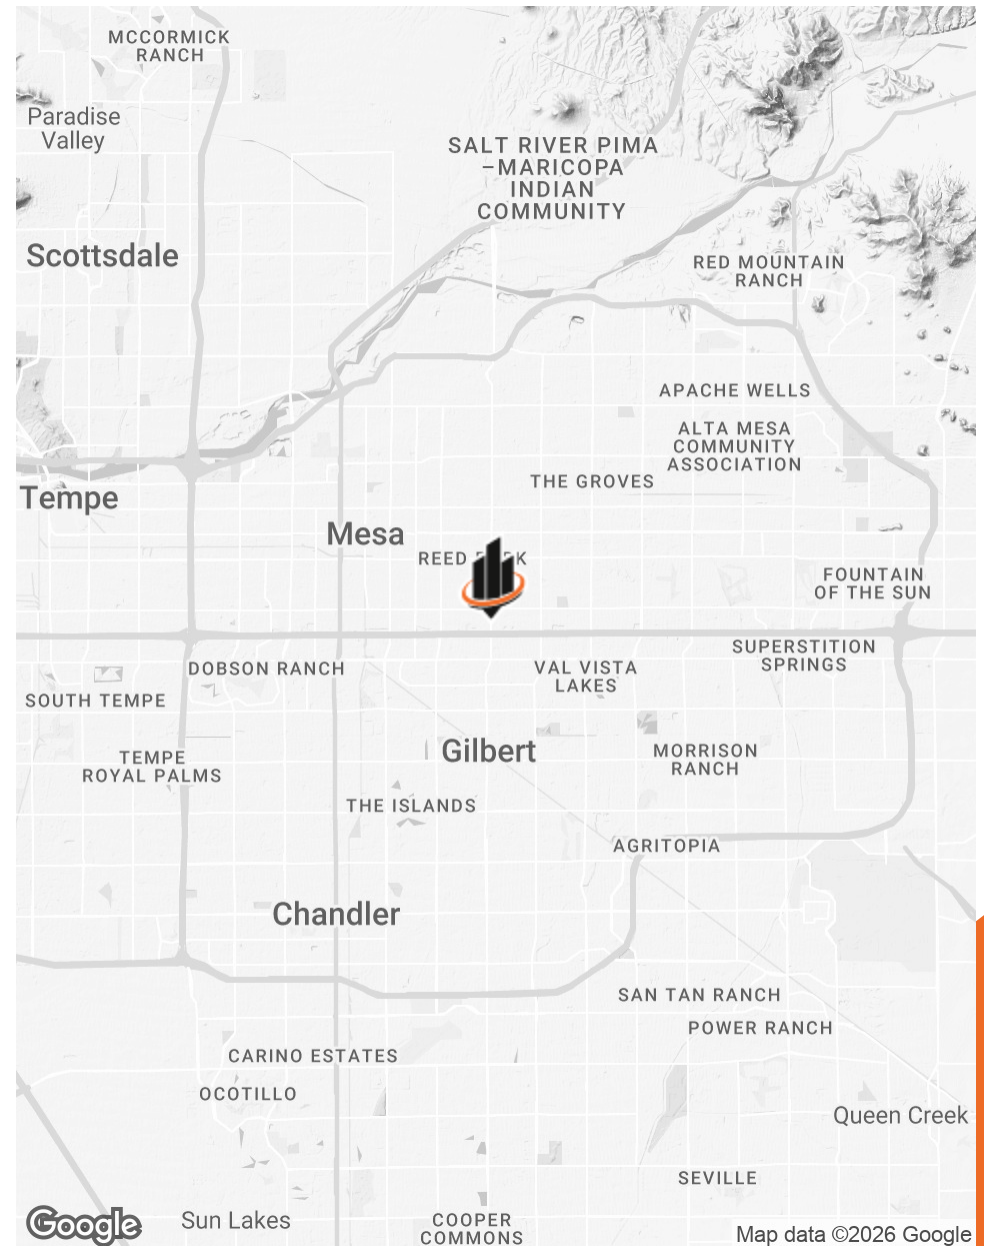 MCCORMICK
RANCH
Paradise
Valley
SALT RIVER PIMA
–MARICOPA
INDIAN
COMMUNITY
Scottsdale
RED MOUNTAIN
RANCH
APACHE WELLS
ALTA MESA
COMMUNITY
ASSOCIATION
THE GROVES
Tempe
Mesa
REED
FOUNTAIN
OF THE SUN
SUPERSTITION
SPRINGS
DOBSON RANCH
VAL VISTA
LAKES
SOUTH TEMPE
Gilbert
TEMPE
ROYAL PALMS
MORRISON
RANCH
THE ISLANDS
AGRITOPIA
Chandler
SAN TAN RANCH
POWER RANCH
CARINO ESTATES
OCOTILLO
Queen Creek
SEVILLE
Sun Lakes
COOPER
COMMONS
Google
Map data ©2026 Google